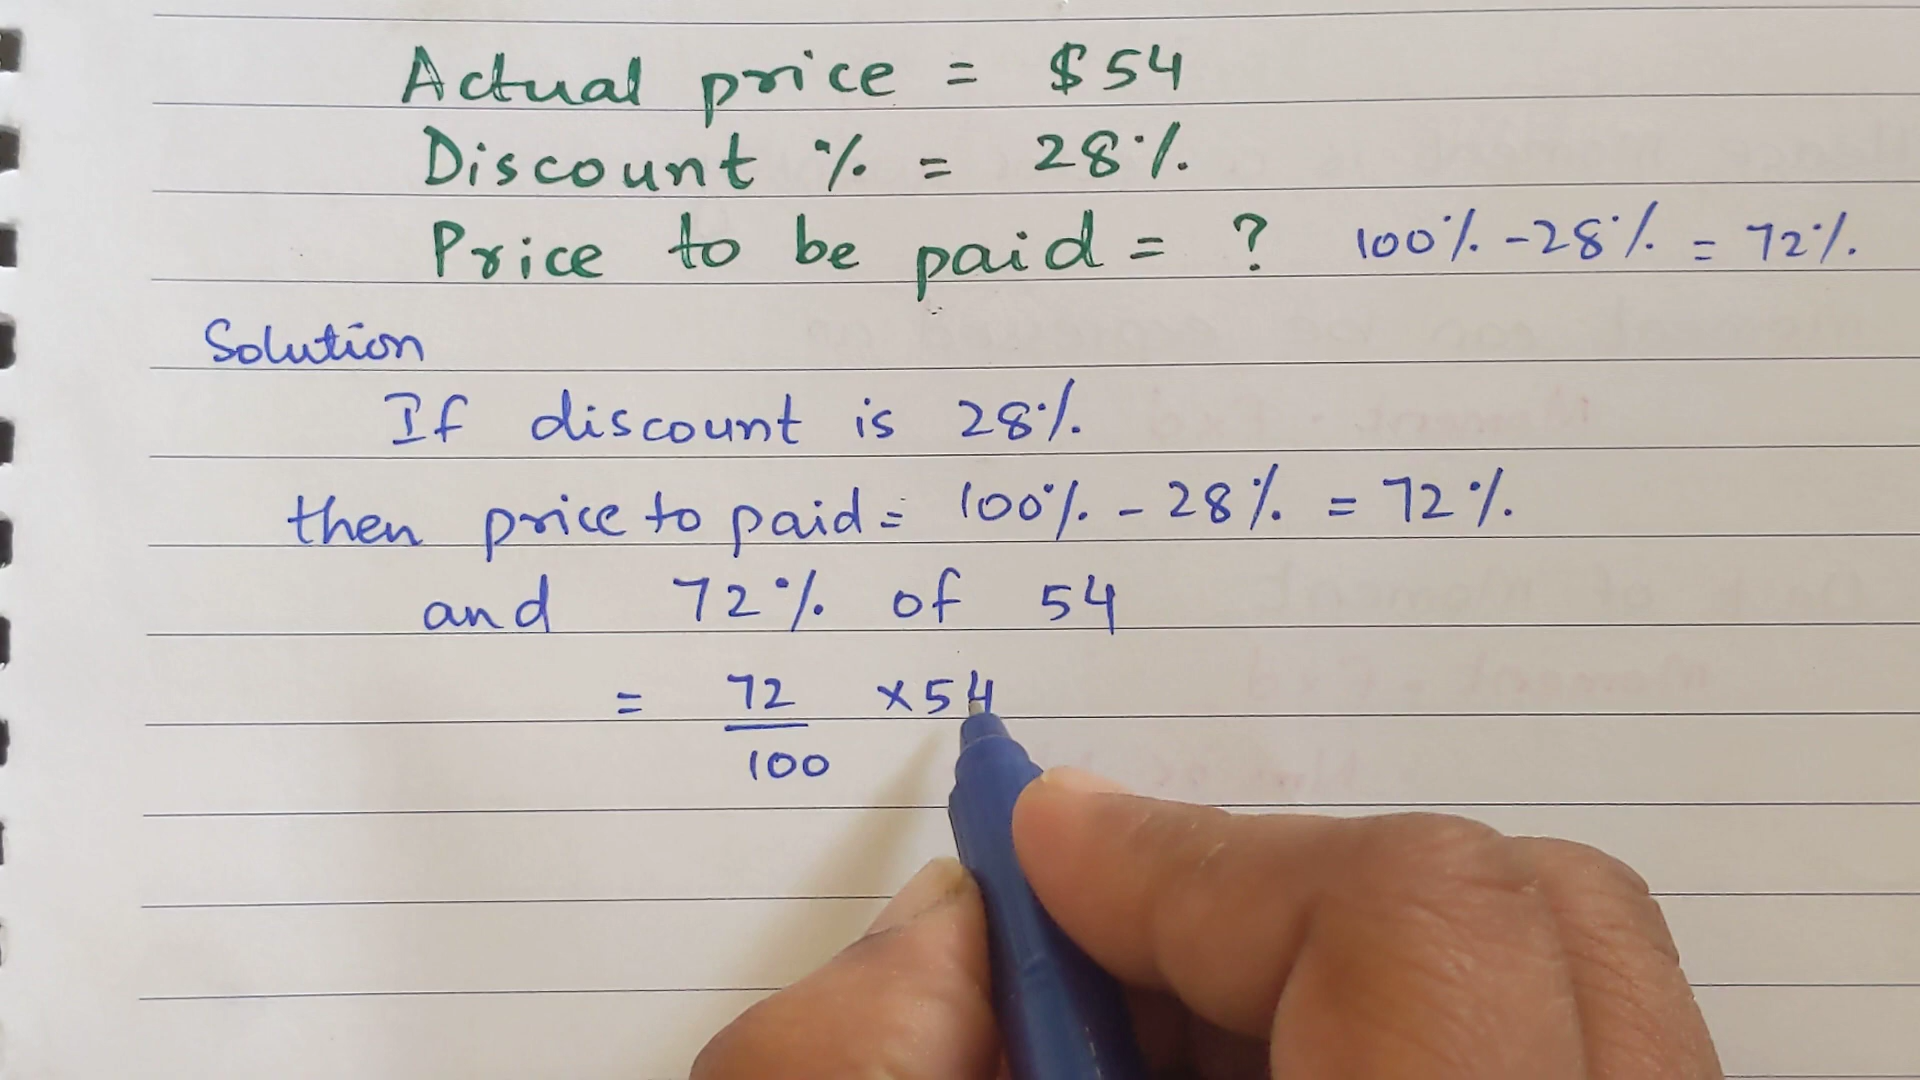 Actual price = $54
Discount % = 28%
Price to be paid = ? 100% - 28% = 72%
Solution
If discount is 28%
then price to paid = 100% - 28% = 72%
and 72% of 54
= 72 × 54
100